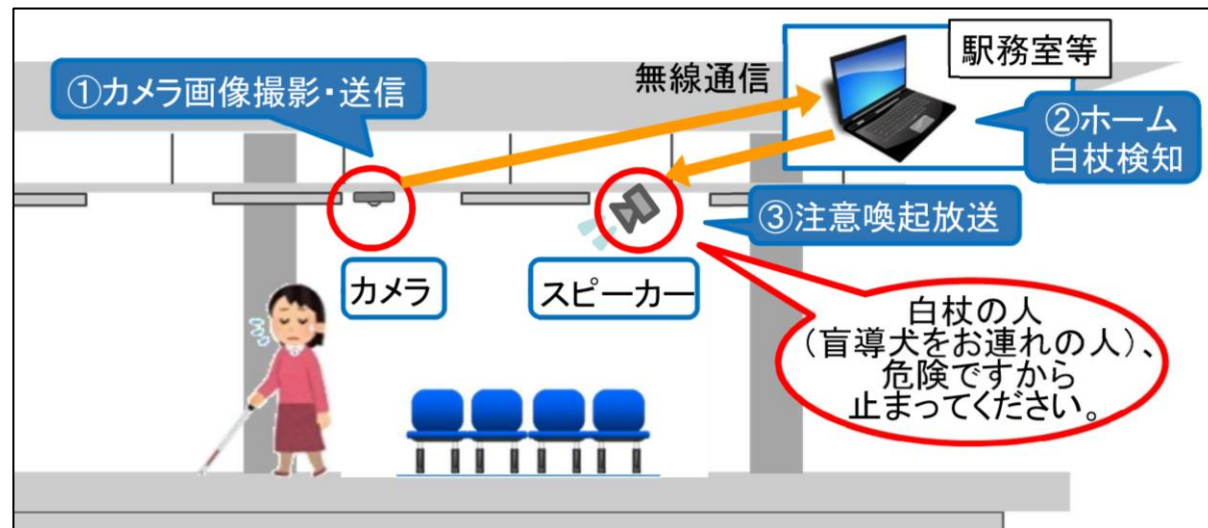 ①カメラ画像撮影・送信
無線通信
駅務室等
②ホーム
白杖検知
③注意喚起放送
カメラ
スピーカー
白杖の人
（盲導犬をお連れの人）、
危険ですから
止まってください。